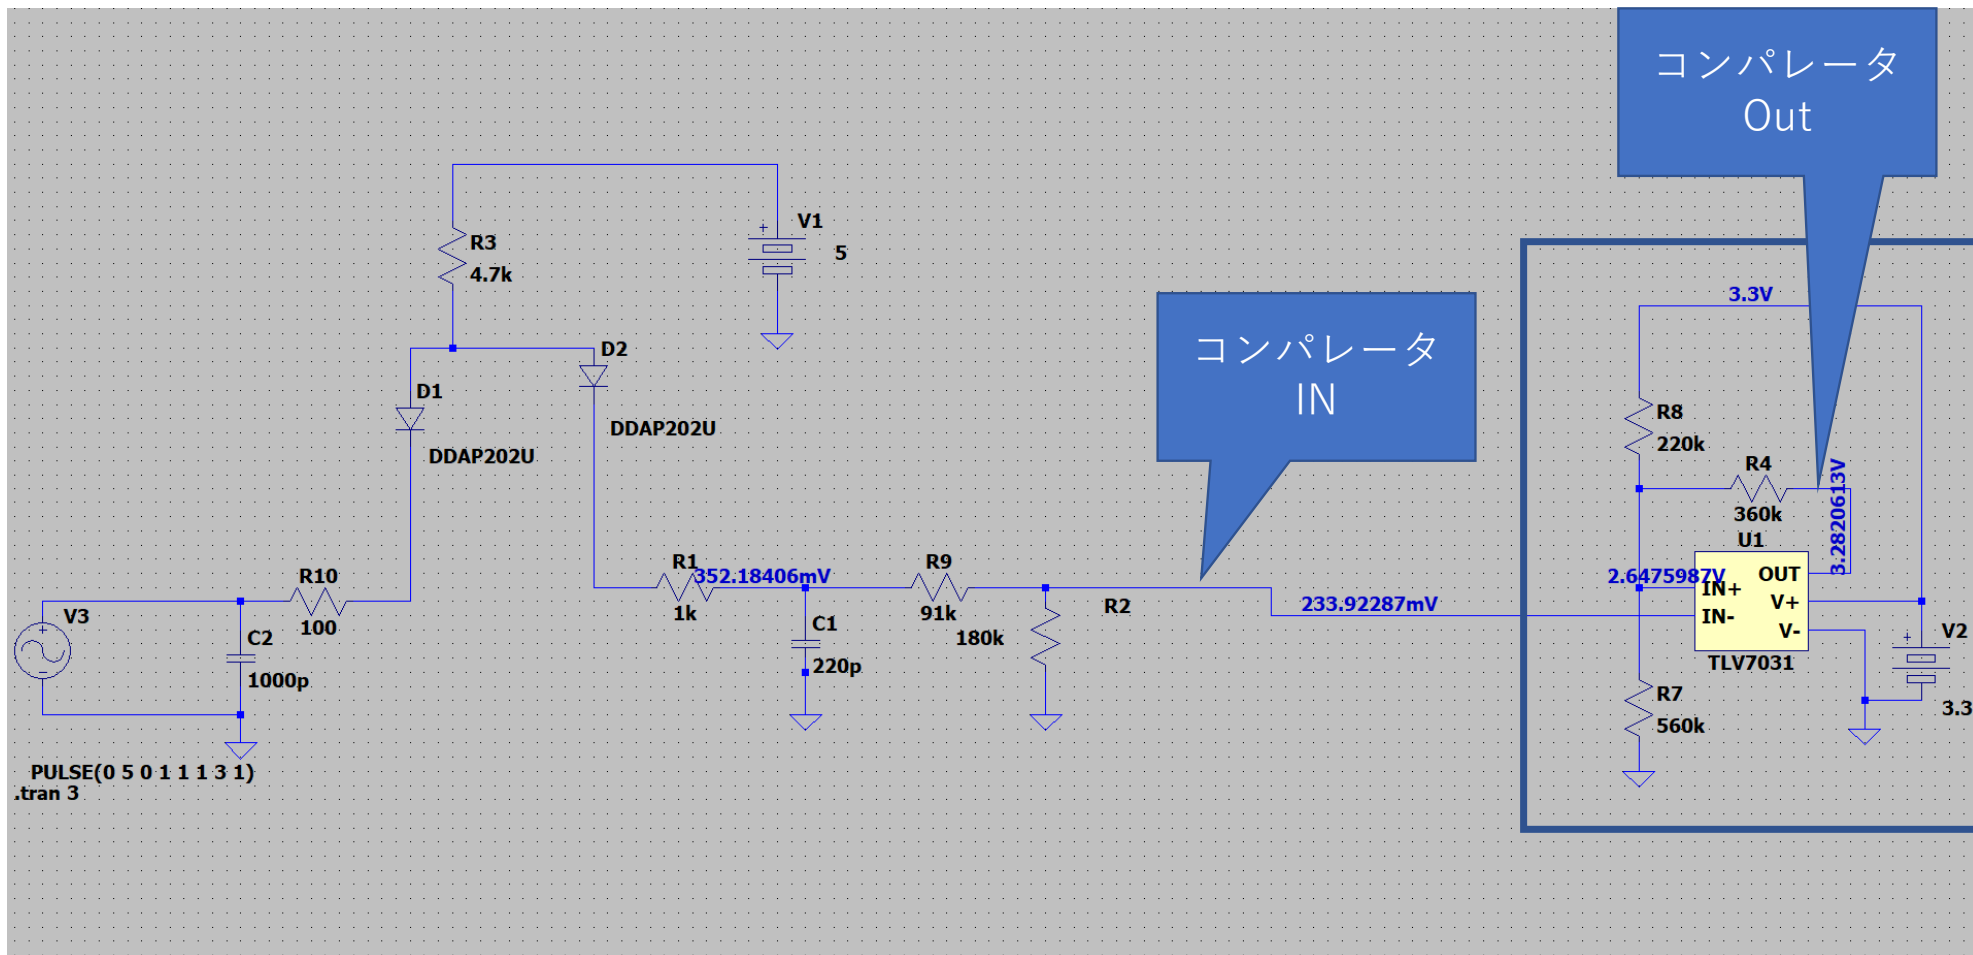 コンパレータ
Out
V1
5
R3
4.7k
3.3V
コンパレータ
IN
D2
D1
DDAP202U
DDAP202U
R8
220k
R4
360k
3.2820613V
U1
R1
352.18406mV
1k
R9
91k
R2
180k
233.92287mV
2.6475987V
IN+
IN-
OUT
V+
V-
TLV7031
V2
3.3
R10
100
V3
C2
1000p
C1
220p
R7
560k
PULSE(0 5 0 1 1 1 3 1)
.tran 3